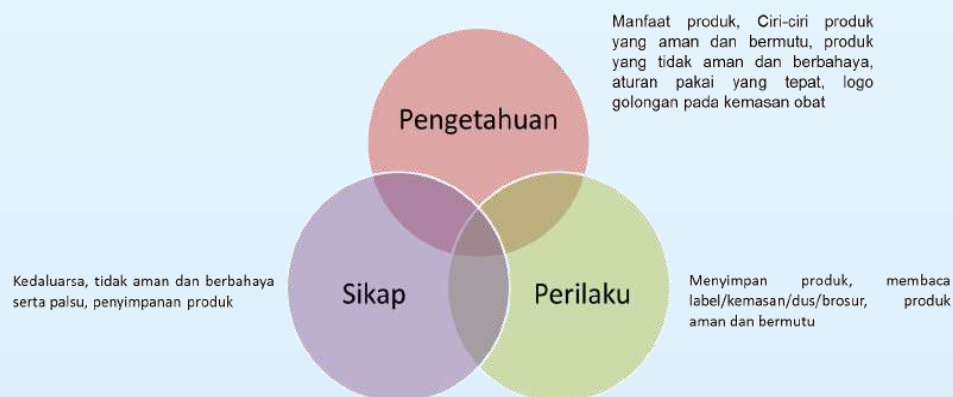 Manfaat produk, Ciri-ciri produk
yang aman dan bermutu, produk
yang tidak aman dan berbahaya,
aturan pakai yang tepat, logo
golongan pada kemasan obat
Pengetahuan
Kedaluarsa, tidak aman dan berbahaya
serta palsu, penyimpanan produk
Sikap
Perilaku
Menyimpan produk, membaca
label/kemasan/dus/brosur, produk
aman dan bermutu